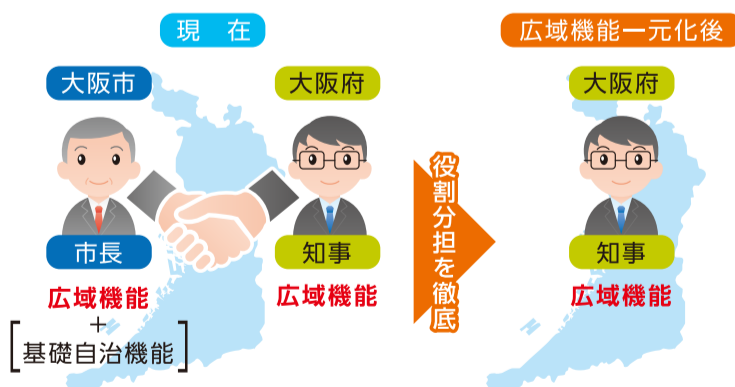 現 在
大阪市
市長
広域機能
+
[基礎自治機能]
大阪府
知事
広域機能
役割分担を徹底
広域機能一元化後
大阪府
知事
広域機能